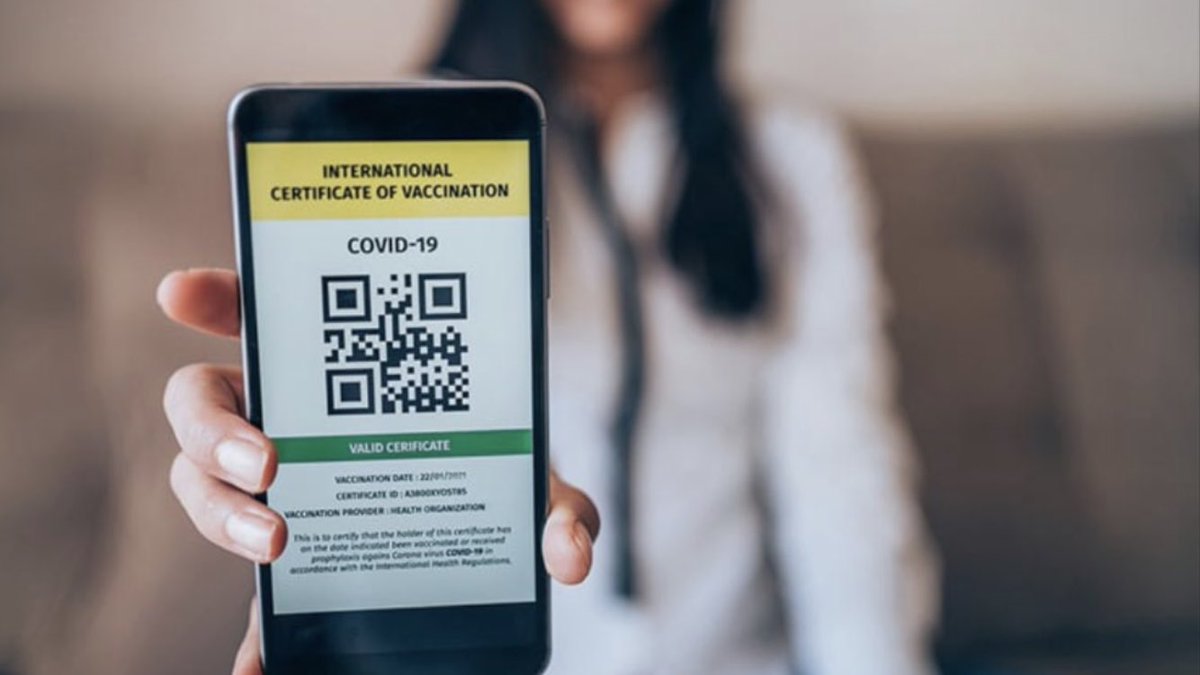 INTERNATIONAL
CERTIFICATE OF VACCINATION
COVID-19
VALID CERIFICATE
VACCINATION DATE : 22/01/2021
CERTIFICATE ID : A3800XYOST85
VACCINATION PROVIDER : HEALTH ORGANIZATION
This is to certify that the holder of this certificate has
on the date indicated been vaccinated or received
prophylaxis agains Corona virus COVID-19 in
accordance with the International Health Regulations.